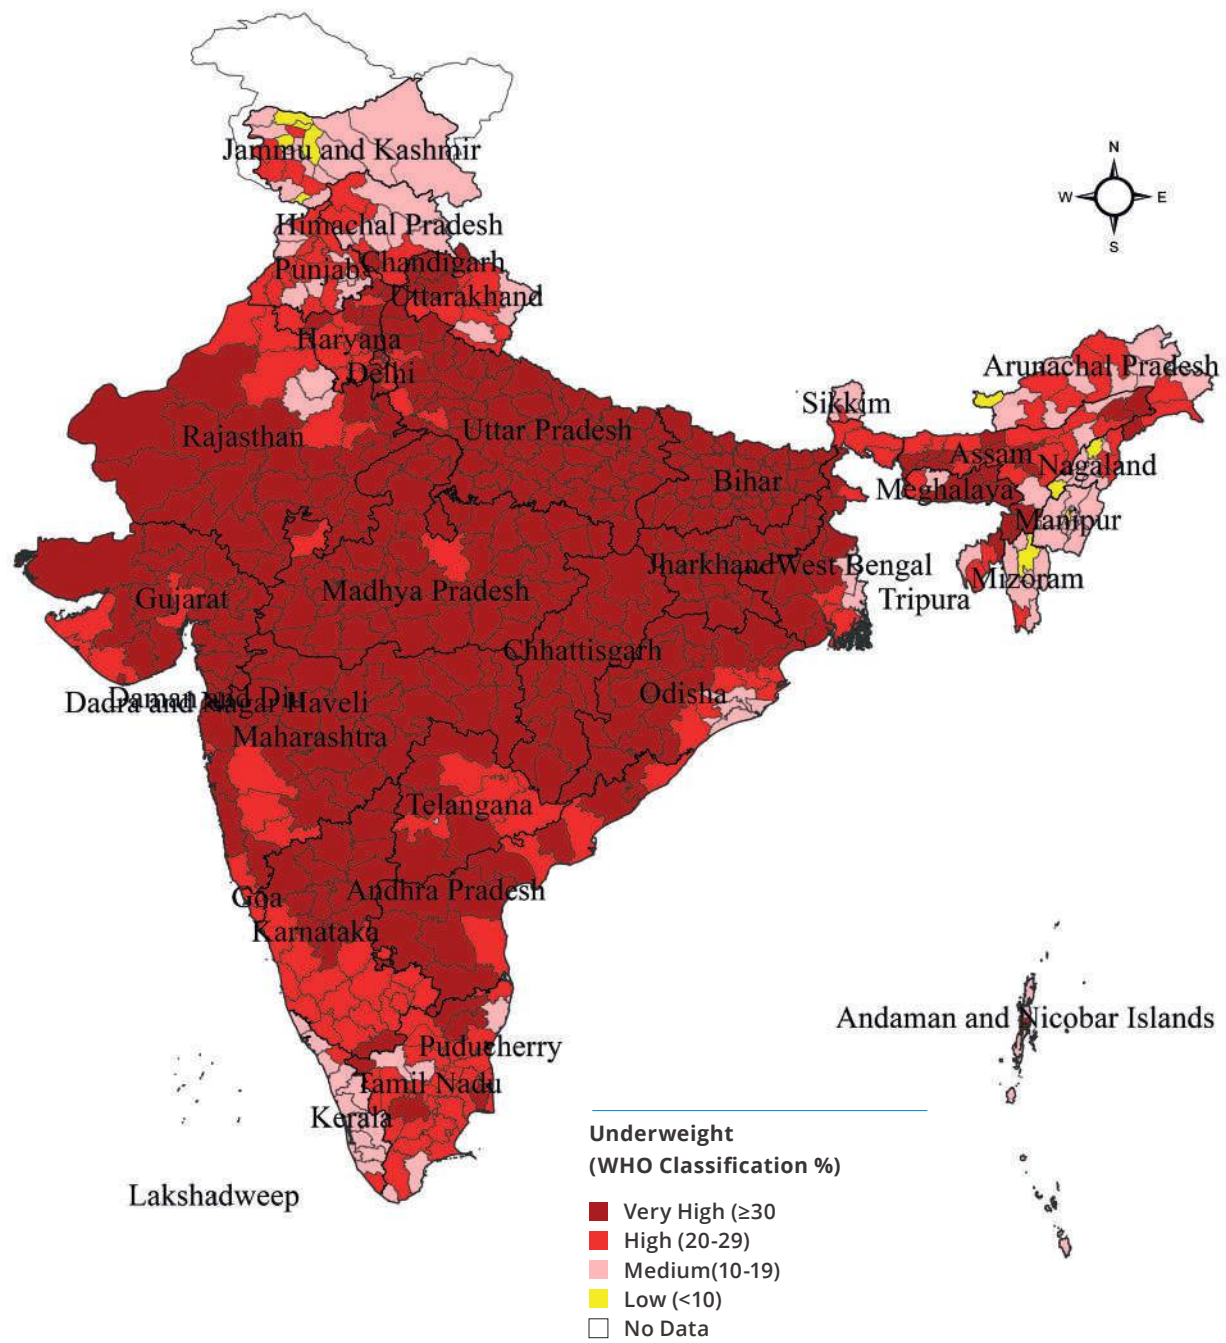 N
W
E
S
Jammu and Kashmir
Himachal Pradesh
Chandigarh
Punjab
Uttarakhand
Haryana
Delhi
Arunachal Pradesh
Sikkim
Rajasthan
Uttar Pradesh
Assam
Nagaland
Bihar
Meghalaya
Manipur
Jharkhand
West Bengal
Mizoram
Madhya Pradesh
Gujarat
Tripura
Chhattisgarh
Odisha
Daman and Diu
Dadra and Nagar Haveli
Maharashtra
Telangana
Andhra Pradesh
Goa
Karnataka
Andaman and Nicobar Islands
Puducherry
Tamil Nadu
Kerala
Lakshadweep
Underweight
(WHO Classification %)
Very High (≥30
High (20-29)
Medium(10-19)
Low (<10)
No Data